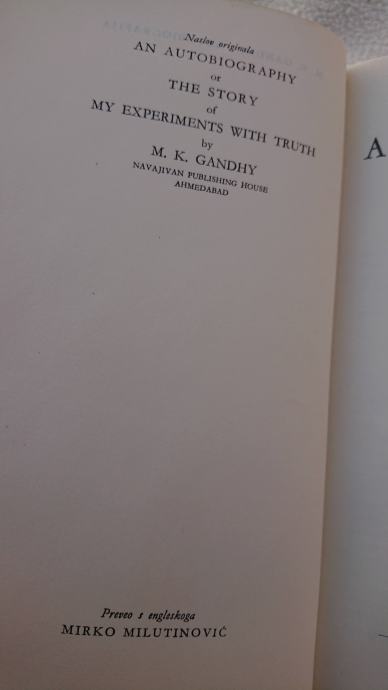 Naslov originala
AN AUTOBIOGRAPHY
or
THE STORY
of
MY EXPERIMENTS WITH TRUTH
by
M. K. GANDHY
NAVAJIVAN PUBLISHING HOUSE
AHMEDABAD
Preveo s engleskoga
MIRKO MILUTINOVIĆ
A